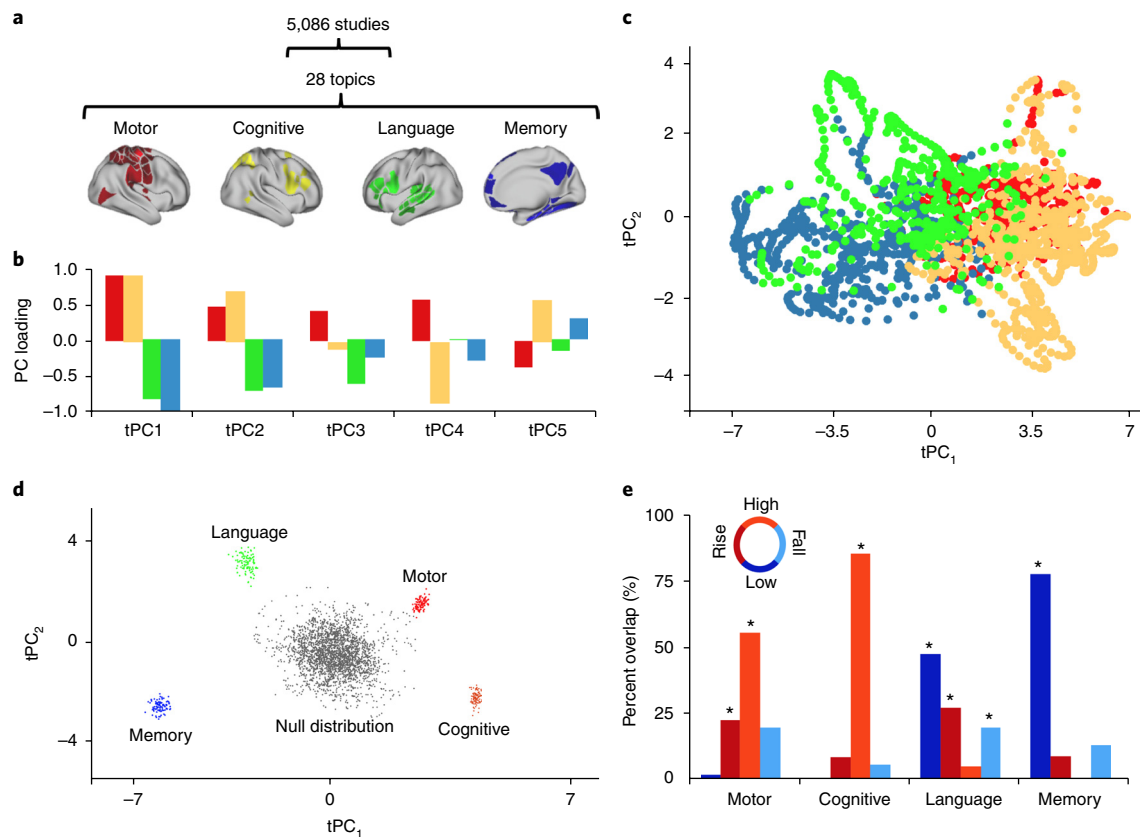 a
5,086 studies
28 topics
Motor Cognitive Language Memory
b
1.0
0.5
0.0
−0.5
−1.0
PC loading
tPC1 tPC2 tPC3 tPC4 tPC5
c
4
2
0
−2
−4
tPC2
−7 −3.5 0 3.5 7
tPC1
d
4
0
−4
tPC2
Language
Motor
Memory
Null distribution
Cognitive
−7 0 7
tPC1
e
100
75
50
25
0
Percent overlap (%)
High
Rise
Fall
Low
* * * * * * *
Motor Cognitive Language Memory